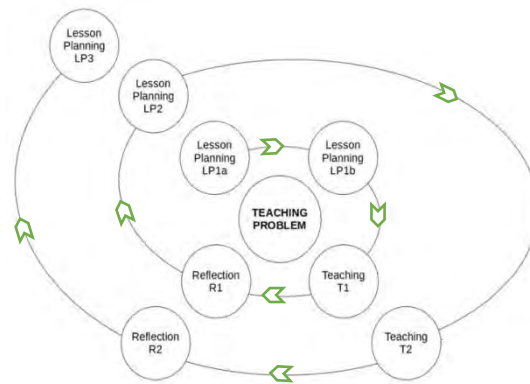 Lesson
Planning
LP3
Lesson
Planning
LP2
Lesson
Planning
LP1a
Lesson
Planning
LP1b
TEACHING
PROBLEM
Reflection
R1
Teaching
T1
Reflection
R2
Teaching
T2